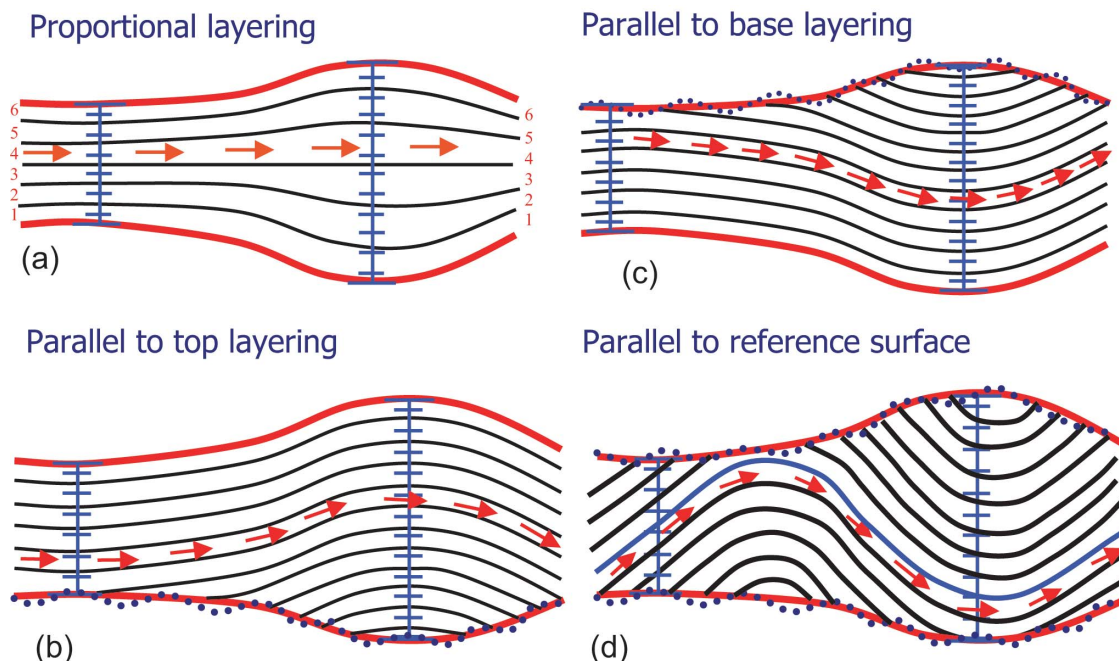 Proportional layering
6
5
4
3
2
1
6
5
4
3
2
1
(a)
Parallel to base layering
(c)
Parallel to top layering
(b)
Parallel to reference surface
(d)